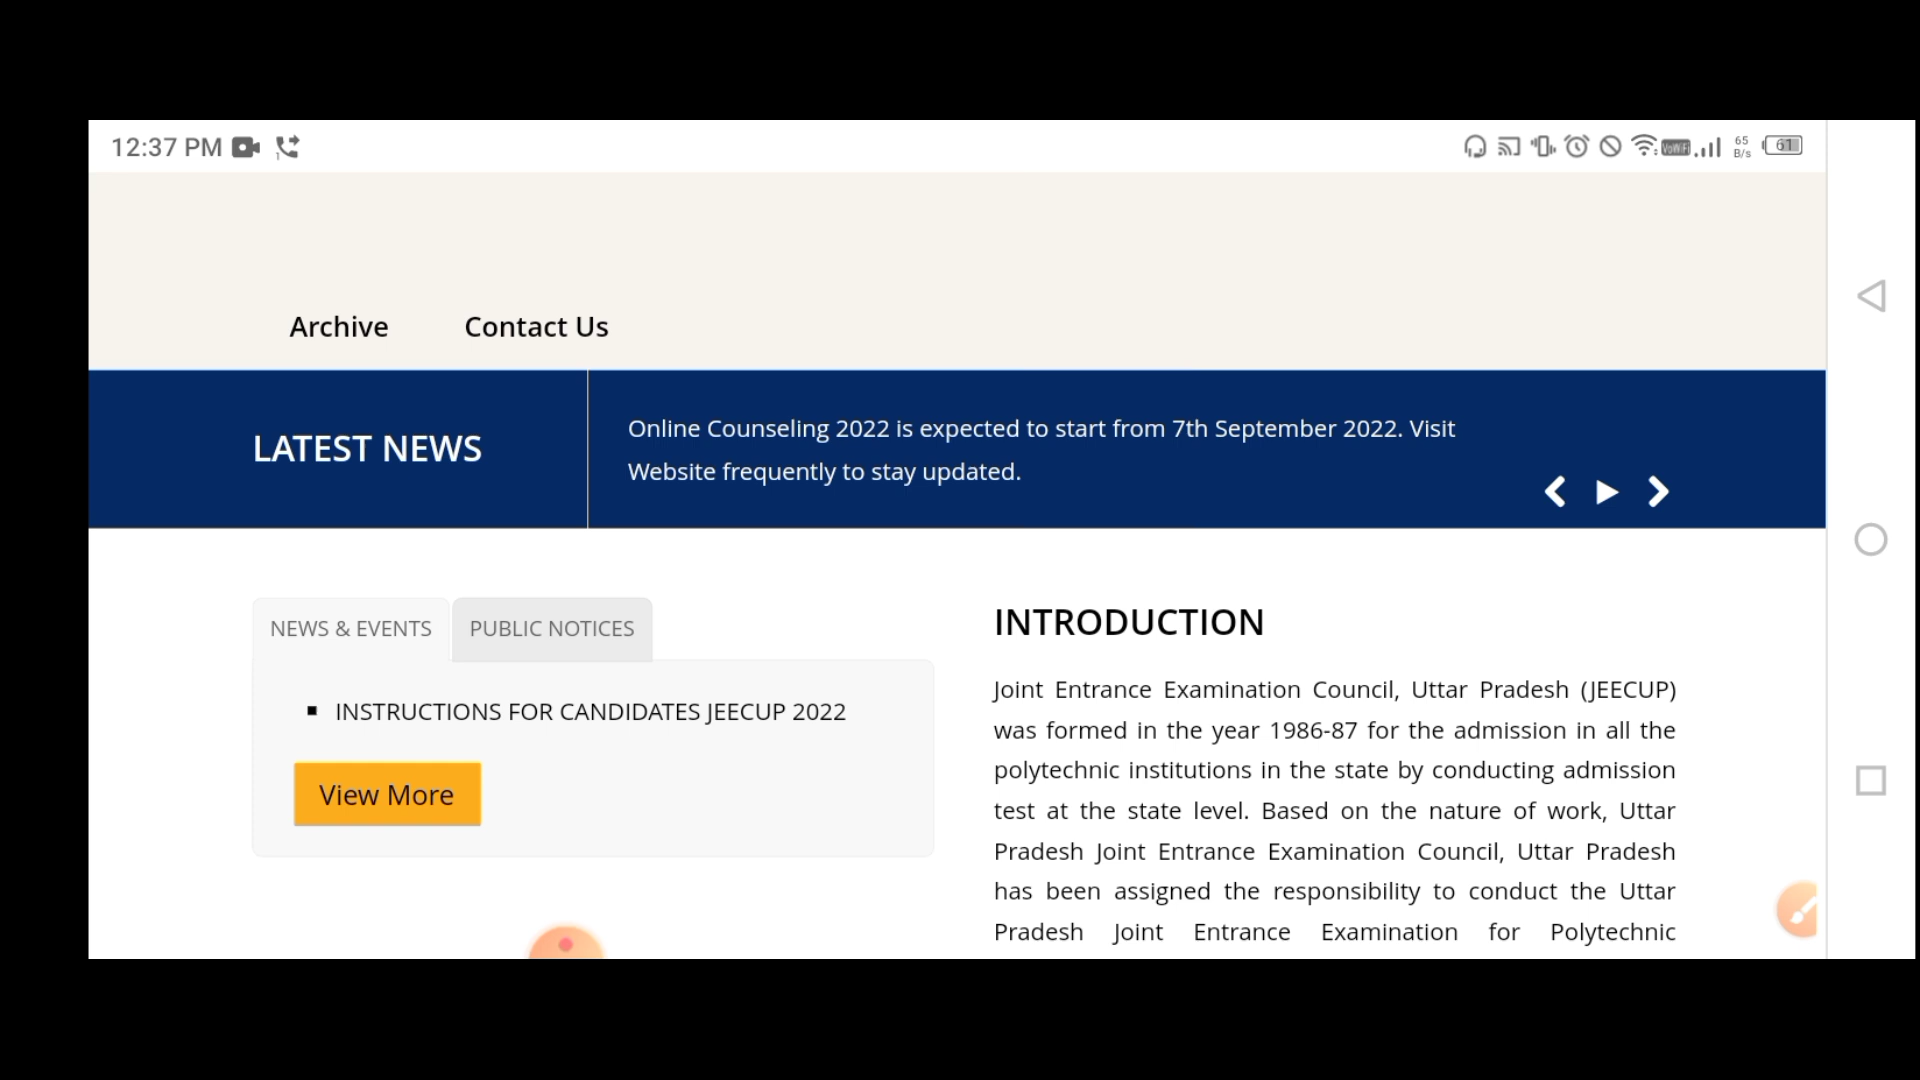 12:37 PM
65
B/s
VoWiFi
61
1
Archive
Contact Us
LATEST NEWS
Online Counseling 2022 is expected to start from 7th September 2022. Visit
Website frequently to stay updated.
NEWS & EVENTS
PUBLIC NOTICES
INSTRUCTIONS FOR CANDIDATES JEECUP 2022
View More
INTRODUCTION
Joint Entrance Examination Council, Uttar Pradesh (JEECUP)
was formed in the year 1986-87 for the admission in all the
polytechnic institutions in the state by conducting admission
test at the state level. Based on the nature of work, Uttar
Pradesh Joint Entrance Examination Council, Uttar Pradesh
has been assigned the responsibility to conduct the Uttar
Pradesh Joint Entrance Examination for Polytechnic